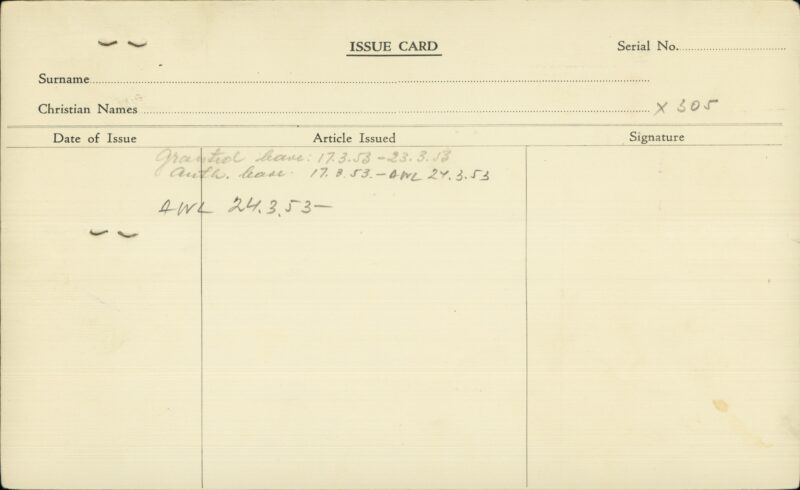 ISSUE CARD
Serial No.
Surname
Christian Names X 305
Date of Issue Article Issued Signature
Granted leave: 17.3.53 - 23.3.53
Auth. leave. 17.3.53. - AWL 24.3.53
AWL 24.3.53 -